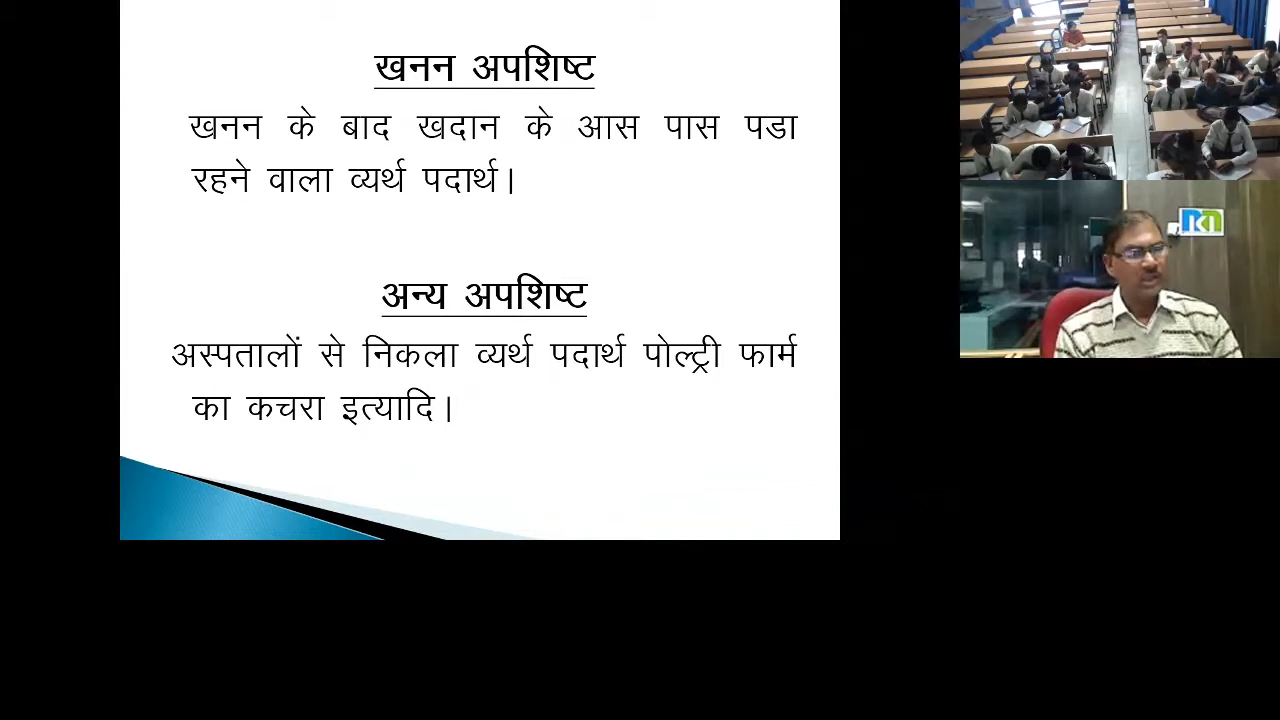 खनन अपशिष्ट
खनन के बाद खदान के आस पास पडा
रहने वाला व्यर्थ पदार्थ।
अन्य अपशिष्ट
अस्पतालों से निकला व्यर्थ पदार्थ पोल्ट्री फार्म
का कचरा इत्यादि।